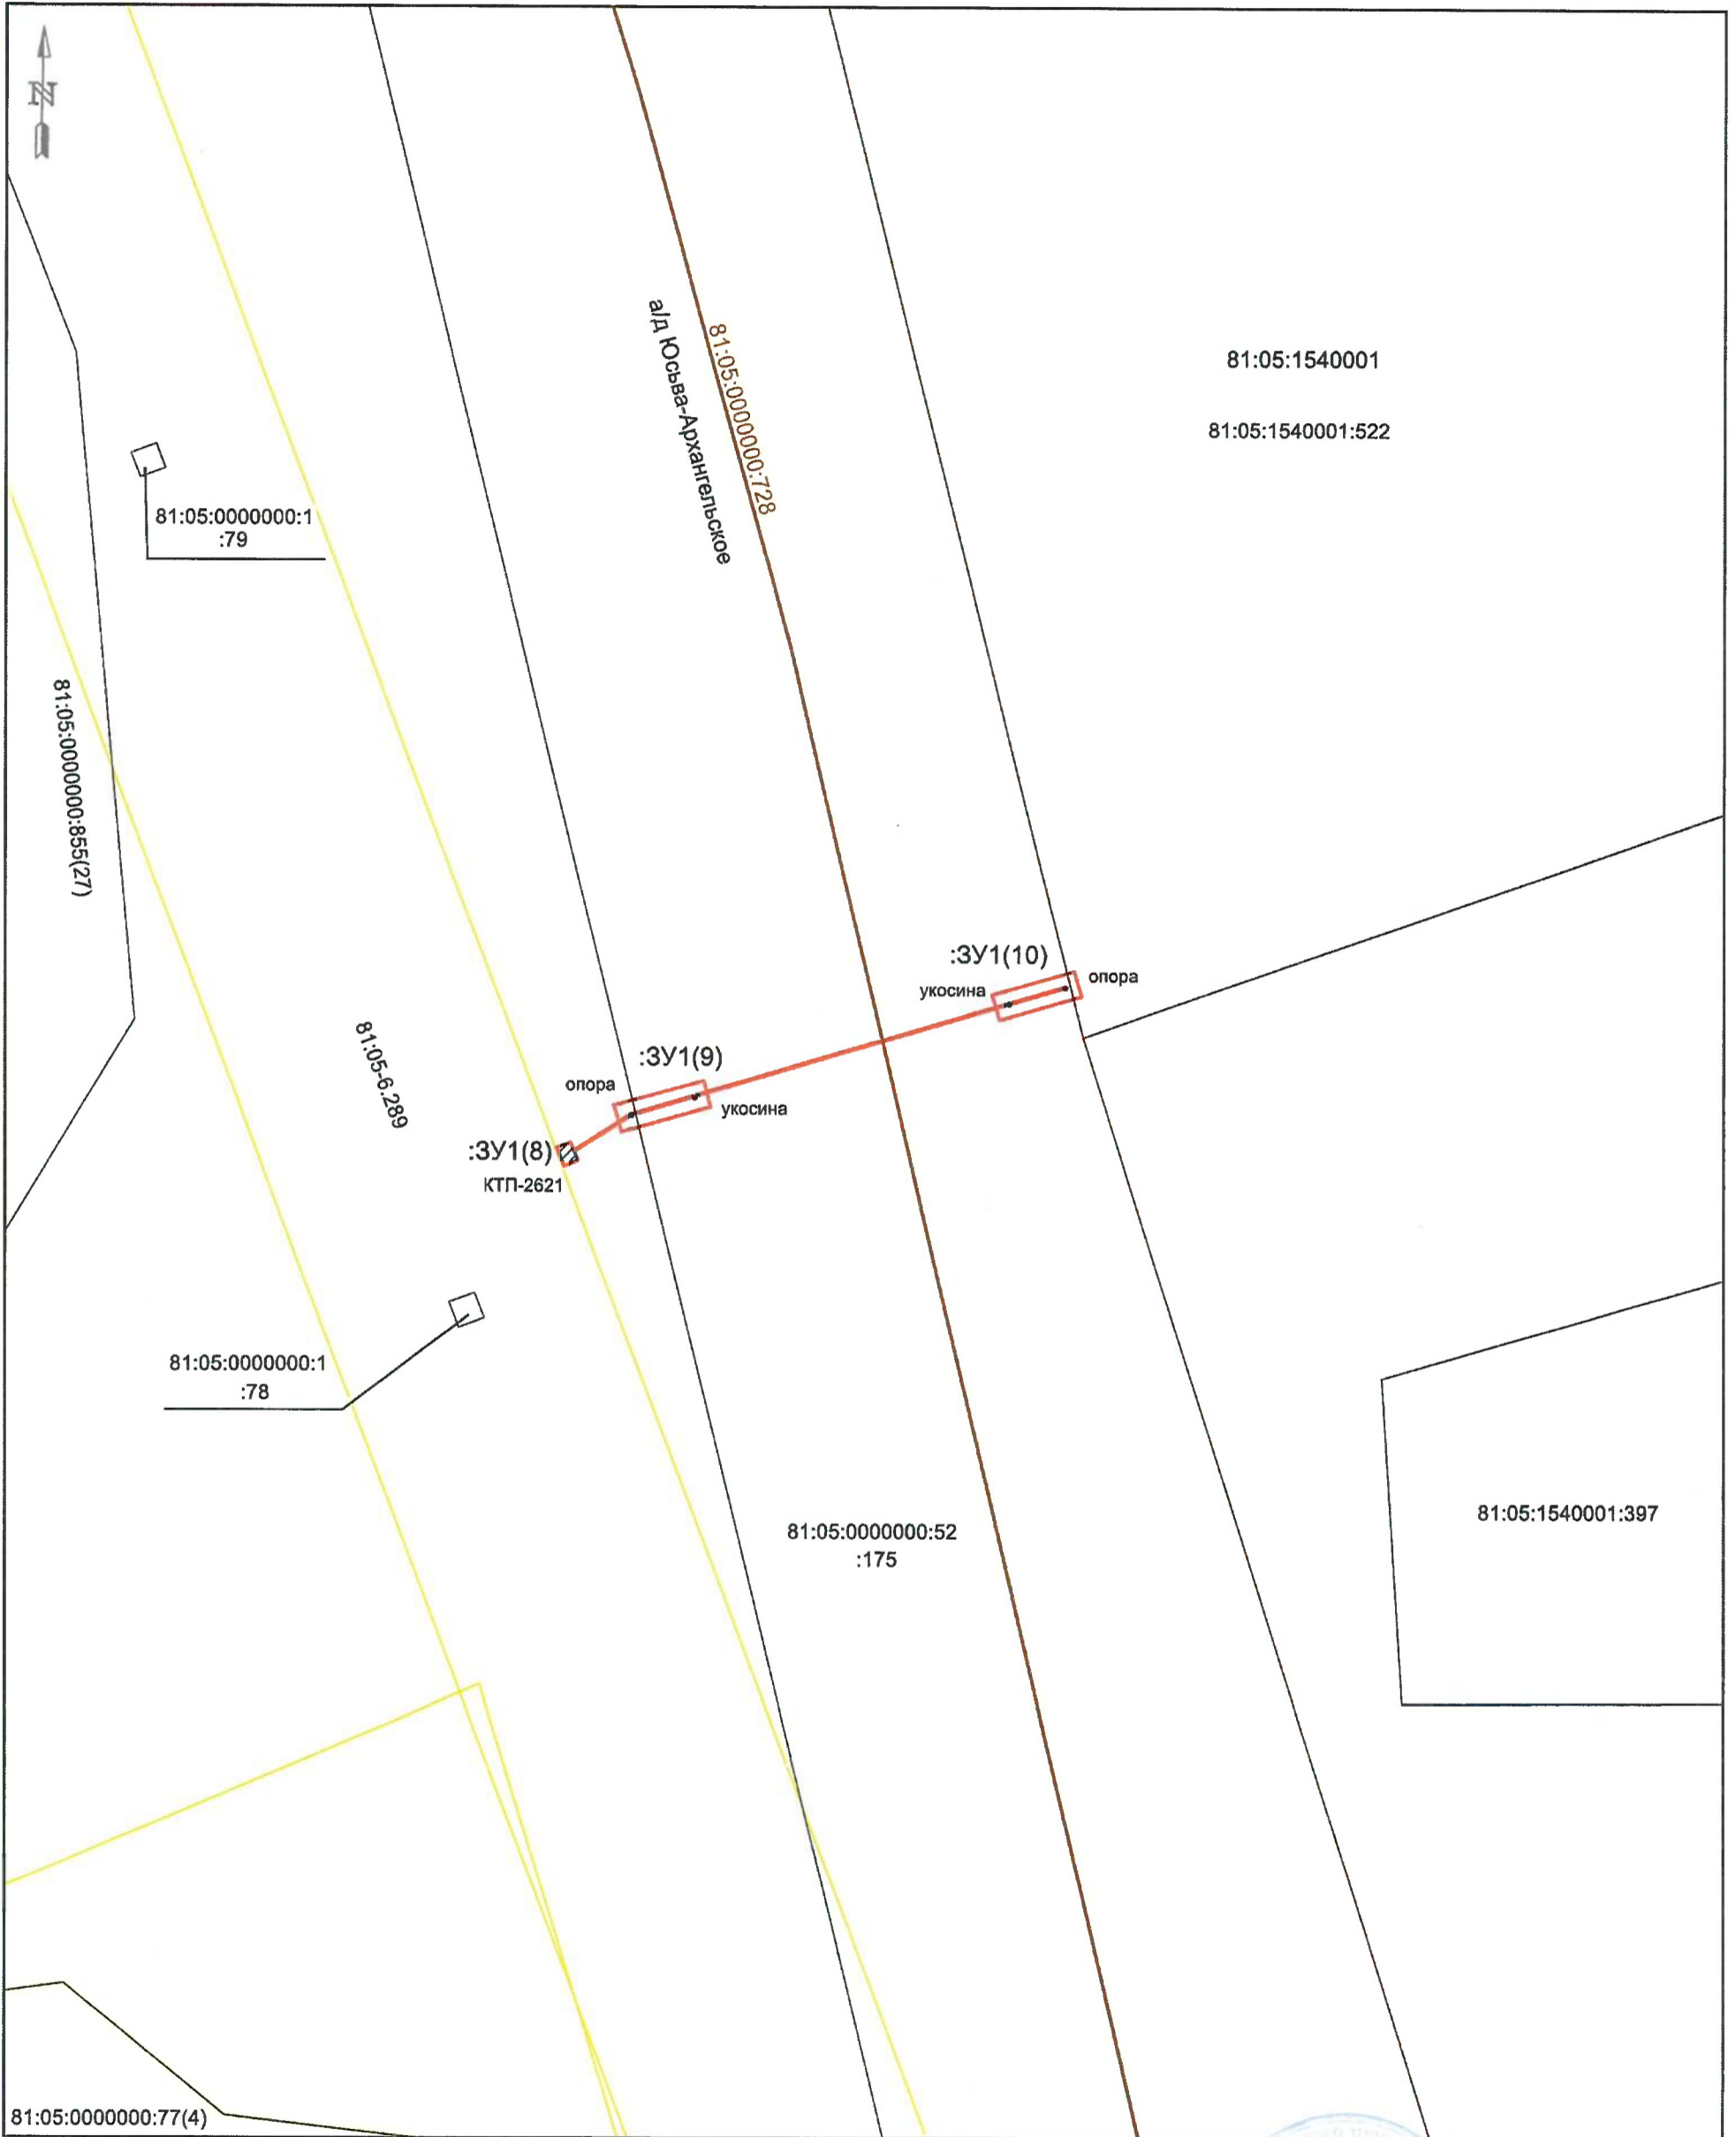 N
81:05:1540001
81:05:0000000:728
а/д Юсьва-Архангельское
81:05:1540001:522
81:05:0000000:1
:79
81:05:0000000:855(27)
:ЗУ1(10)
опора
укосина
81:05-6.289
:ЗУ1(9)
опора
укосина
:ЗУ1(8)
КТП-2621
81:05:0000000:1
:78
81:05:1540001:397
81:05:0000000:52
:175
81:05:0000000:77(4)